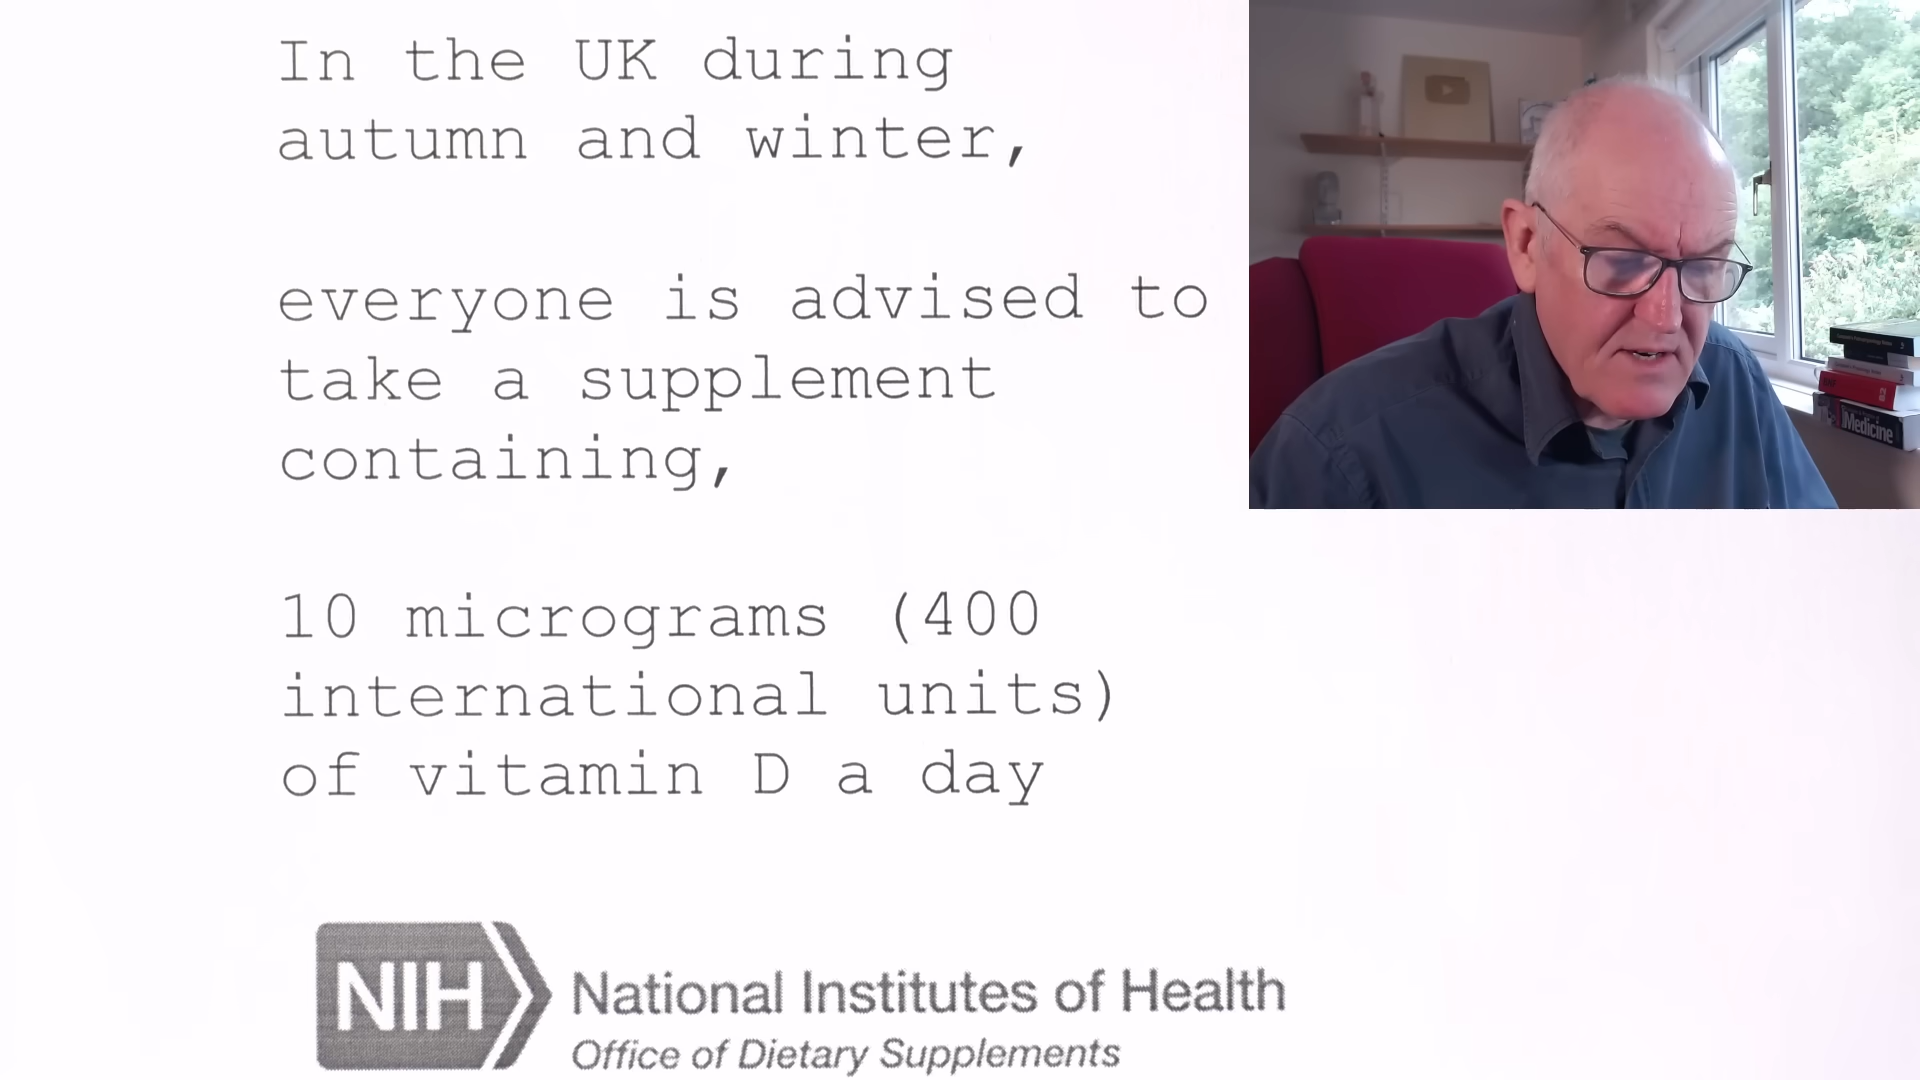 In the UK during
autumn and winter,
everyone is advised to
take a supplement
containing,
10 micrograms (400
international units)
of vitamin D a day
NIH
National Institutes of Health
Office of Dietary Supplements
Medicine